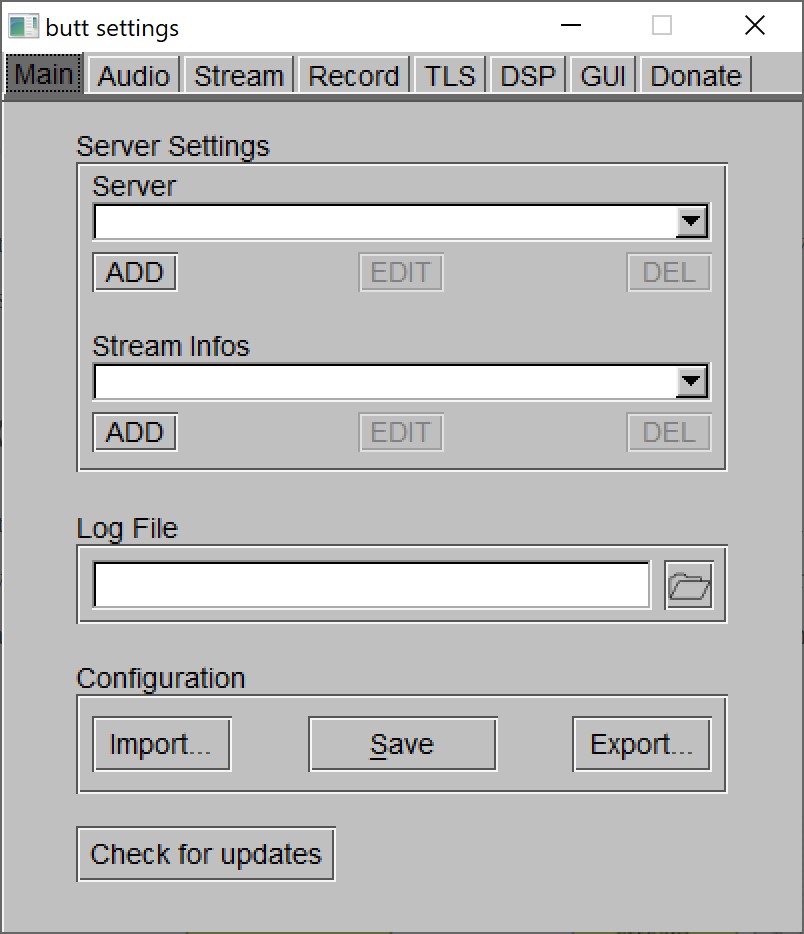 butt settings
Main Audio Stream Record TLS DSP GUI Donate
Server Settings
Server
ADD EDIT DEL
Stream Infos
ADD EDIT DEL
Log File
Configuration
Import... Save Export...
Check for updates